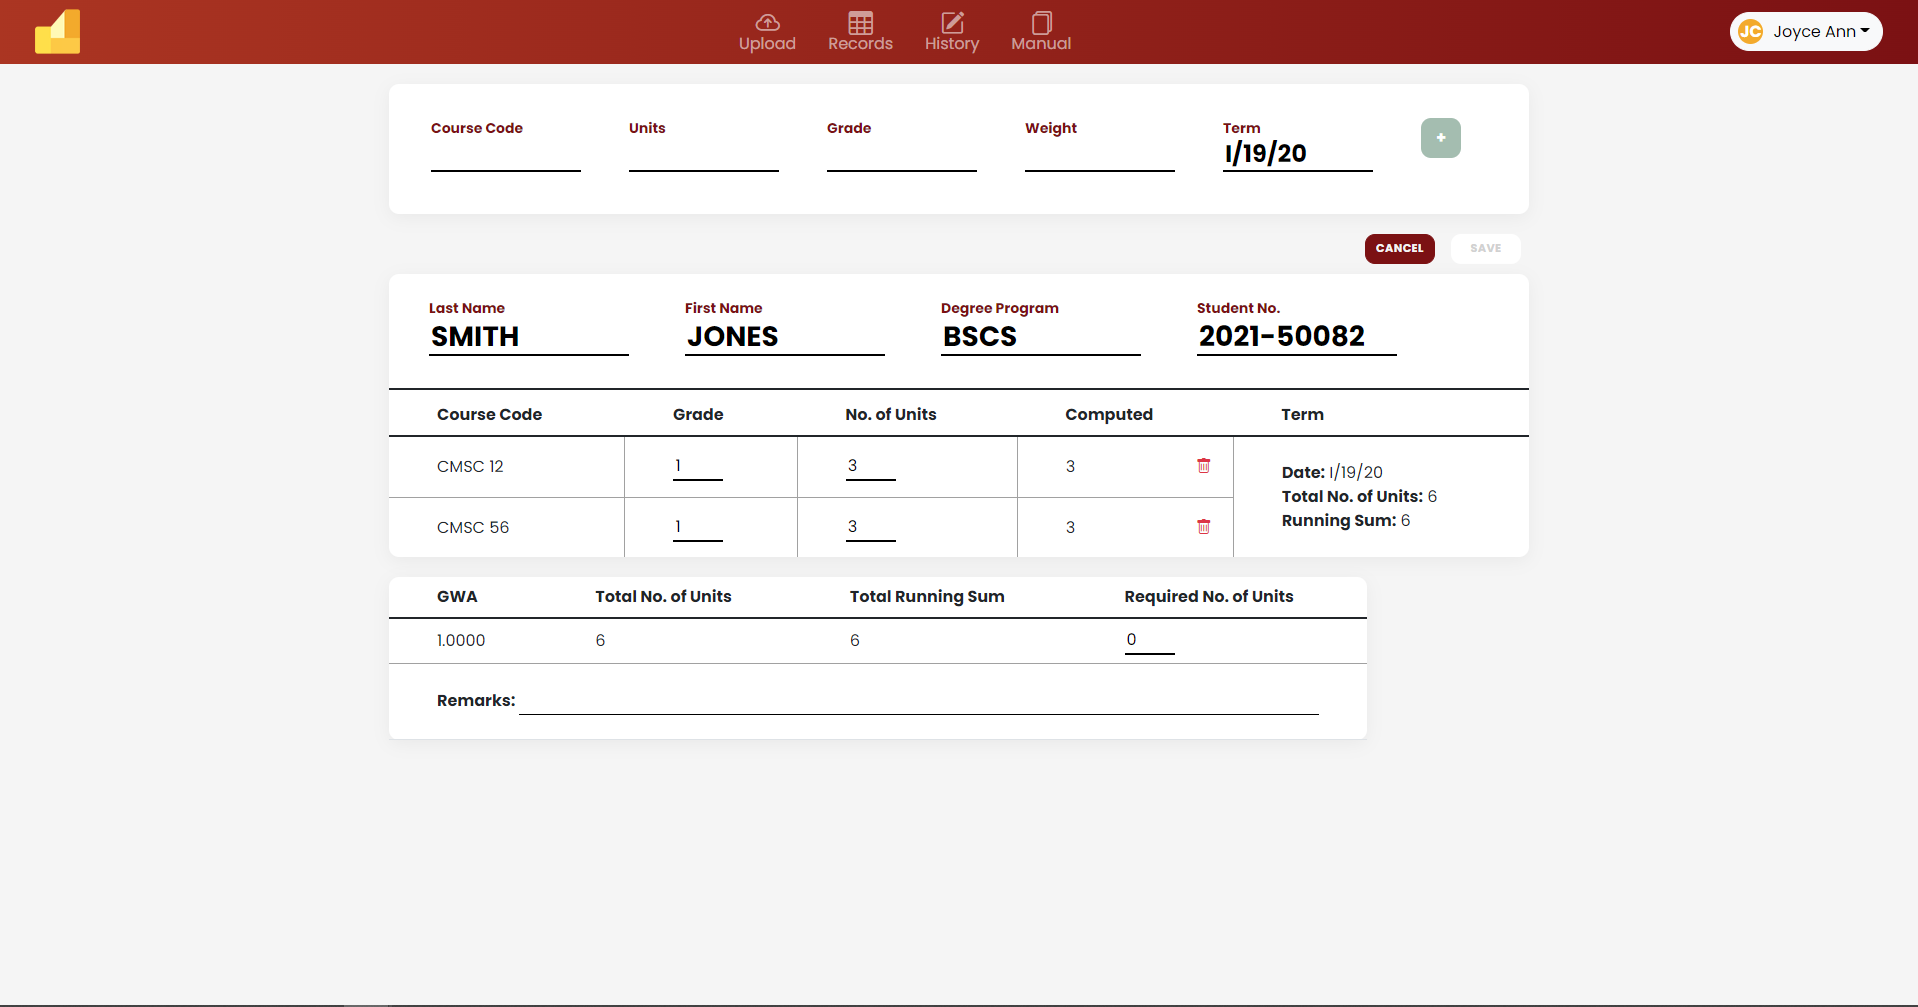 Upload Records History Manual
JC Joyce Ann
Course Code Units Grade Weight Term
I/19/20
+
CANCEL SAVE
Last Name First Name Degree Program Student No.
SMITH JONES BSCS 2021-50082
Course Code Grade No. of Units Computed Term
CMSC 12 1 3 3
CMSC 56 1 3 3
Date: I/19/20
Total No. of Units: 6
Running Sum: 6
GWA Total No. of Units Total Running Sum Required No. of Units
1.0000 6 6 0
Remarks: